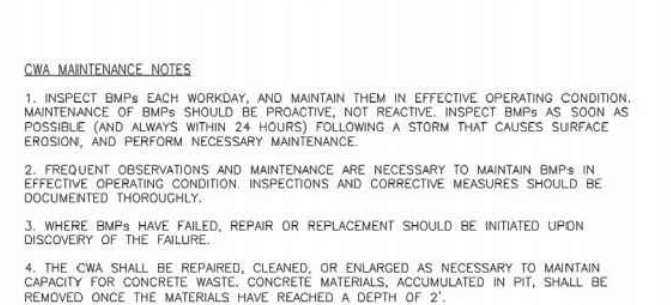 CWA MAINTENANCE NOTES
1. INSPECT BMPs EACH WORKDAY, AND MAINTAIN THEM IN EFFECTIVE OPERATING CONDITION.
MAINTENANCE OF BMPs SHOULD BE PROACTIVE, NOT REACTIVE. INSPECT BMPs AS SOON AS
POSSIBLE (AND ALWAYS WITHIN 24 HOURS) FOLLOWING A STORM THAT CAUSES SURFACE
EROSION, AND PERFORM NECESSARY MAINTENANCE.
2. FREQUENT OBSERVATIONS AND MAINTENANCE ARE NECESSARY TO MAINTAIN BMPs IN
EFFECTIVE OPERATING CONDITION. INSPECTIONS AND CORRECTIVE MEASURES SHOULD BE
DOCUMENTED THOROUGHLY.
3. WHERE BMPs HAVE FAILED, REPAIR OR REPLACEMENT SHOULD BE INITIATED UPON
DISCOVERY OF THE FAILURE.
4. THE CWA SHALL BE REPAIRED, CLEANED, OR ENLARGED AS NECESSARY TO MAINTAIN
CAPACITY FOR CONCRETE WASTE. CONCRETE MATERIALS, ACCUMULATED IN PIT, SHALL BE
REMOVED ONCE THE MATERIALS HAVE REACHED A DEPTH OF 2'.